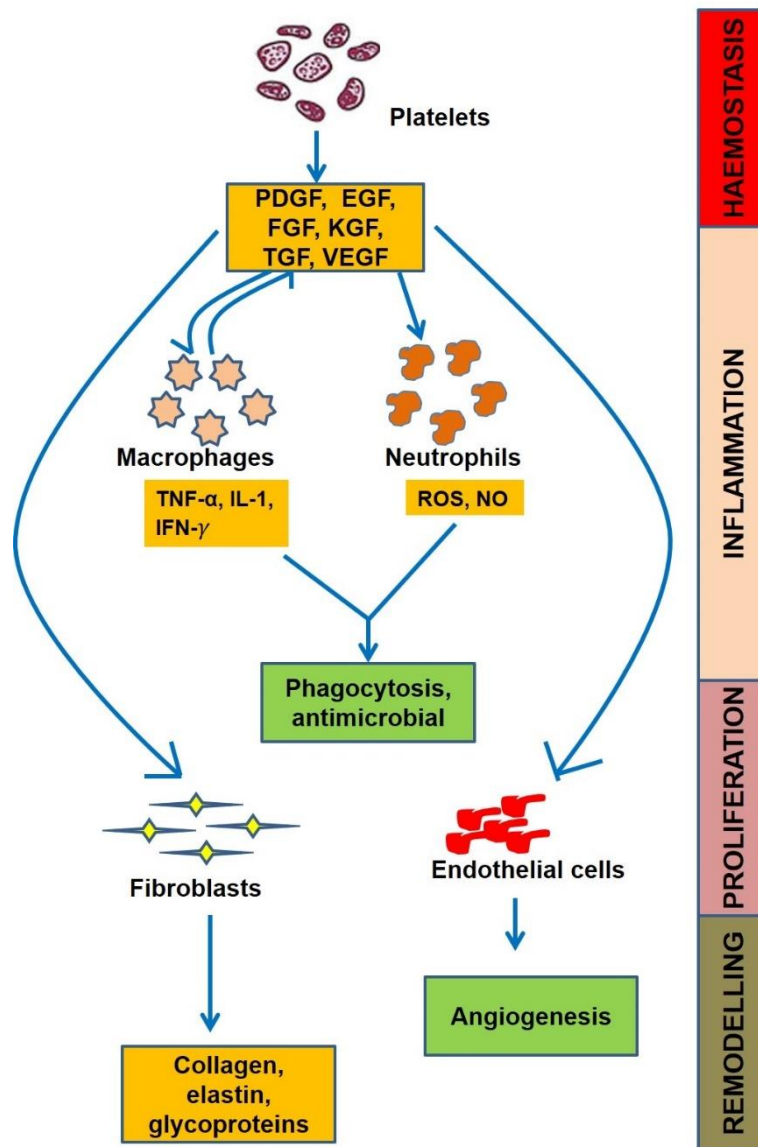 Platelets
PDGF, EGF,
FGF, KGF,
TGF, VEGF
Macrophages
TNF-α, IL-1,
IFN-γ
Neutrophils
ROS, NO
Phagocytosis,
antimicrobial
Fibroblasts
Endothelial cells
Angiogenesis
Collagen,
elastin,
glycoproteins
HAEMOSTASIS
INFLAMMATION
PROLIFERATION
REMODELLING